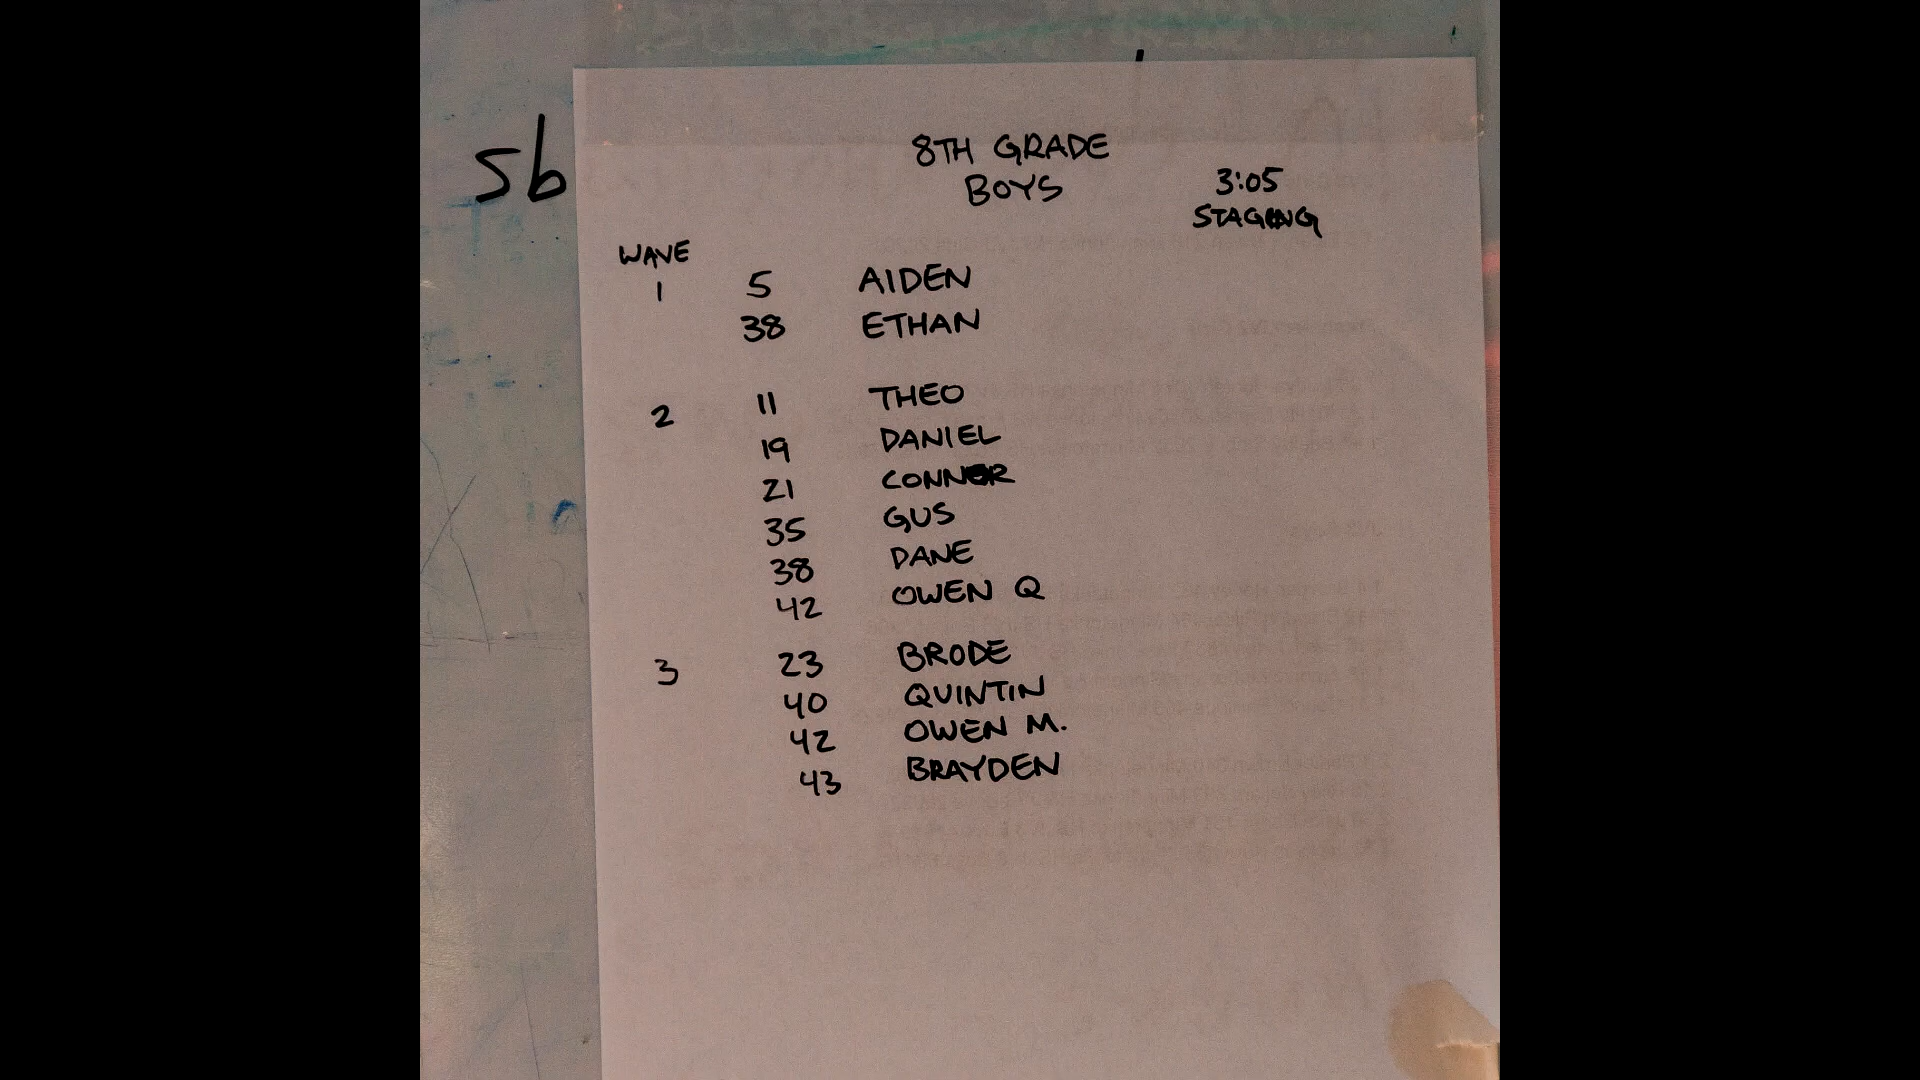 5b
8TH GRADE
BOYS
3:05
STAGING
WAVE
1 5 AIDEN
38 ETHAN
2 11 THEO
19 DANIEL
21 CONNOR
35 GUS
38 DANE
42 OWEN Q
3 23 BRODE
40 QUINTIN
42 OWEN M.
43 BRAYDEN